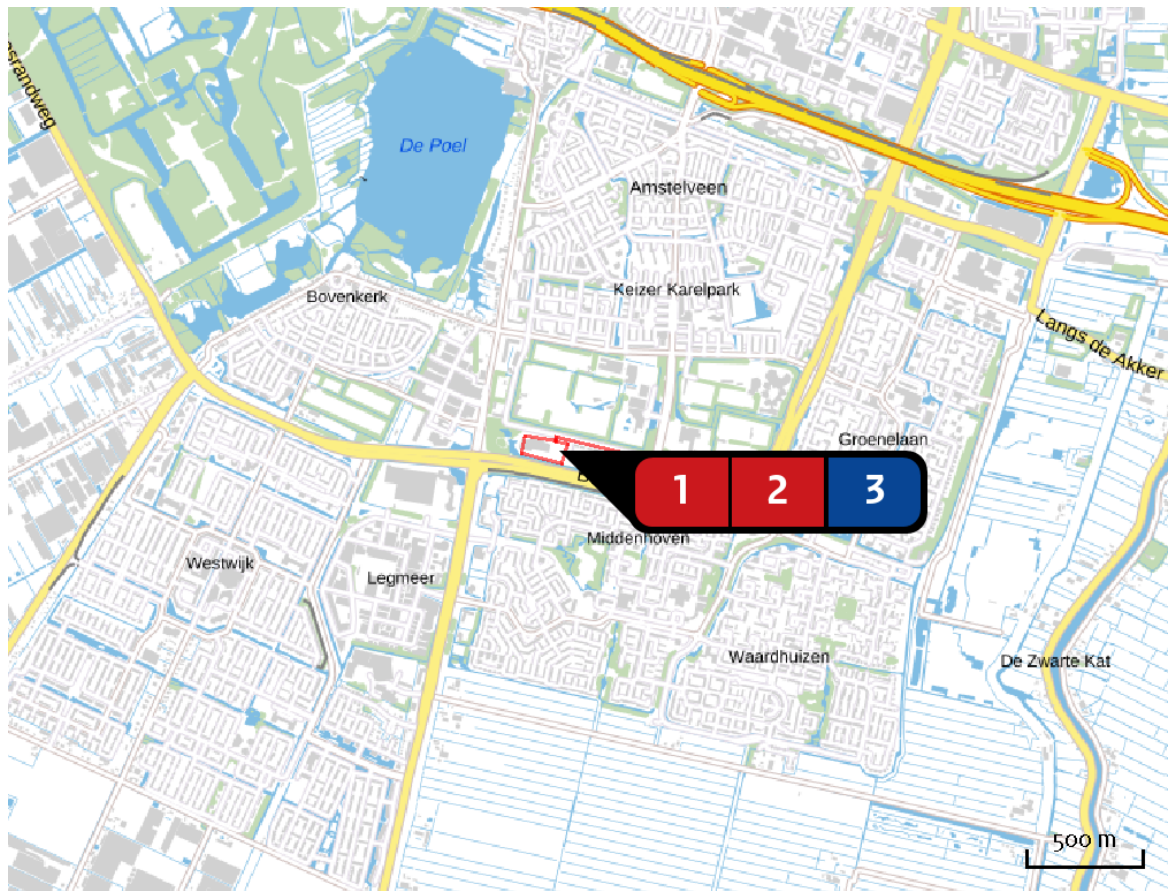 De Poel
Amstelveen
Bovenkerk
Keizer Karelpark
Langs de Akker
Groenelaan
1 2 3
Middenhoven
Westwijk
Legmeer
Waardhuizen
De Zwarte Kat
500 m